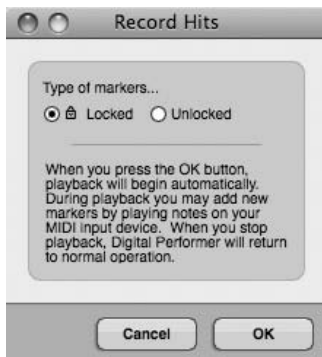 Record Hits
Type of markers...
Locked Unlocked
When you press the OK button,
playback will begin automatically.
During playback you may add new
markers by playing notes on your
MIDI input device. When you stop
playback, Digital Performer will return
to normal operation.
Cancel OK